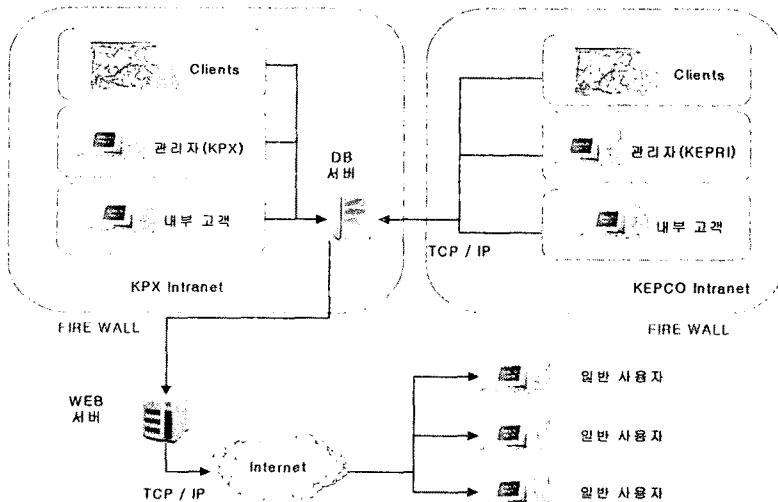 Clients
관리자(KPX)
내부 고객
DB
서버
KPX Intranet
FIRE WALL
Clients
관리자(KEPRI)
내부 고객
TCP / IP
KEPCO Intranet
FIRE WALL
WEB
서버
TCP / IP
Internet
일반 사용자
일반 사용자
일반 사용자